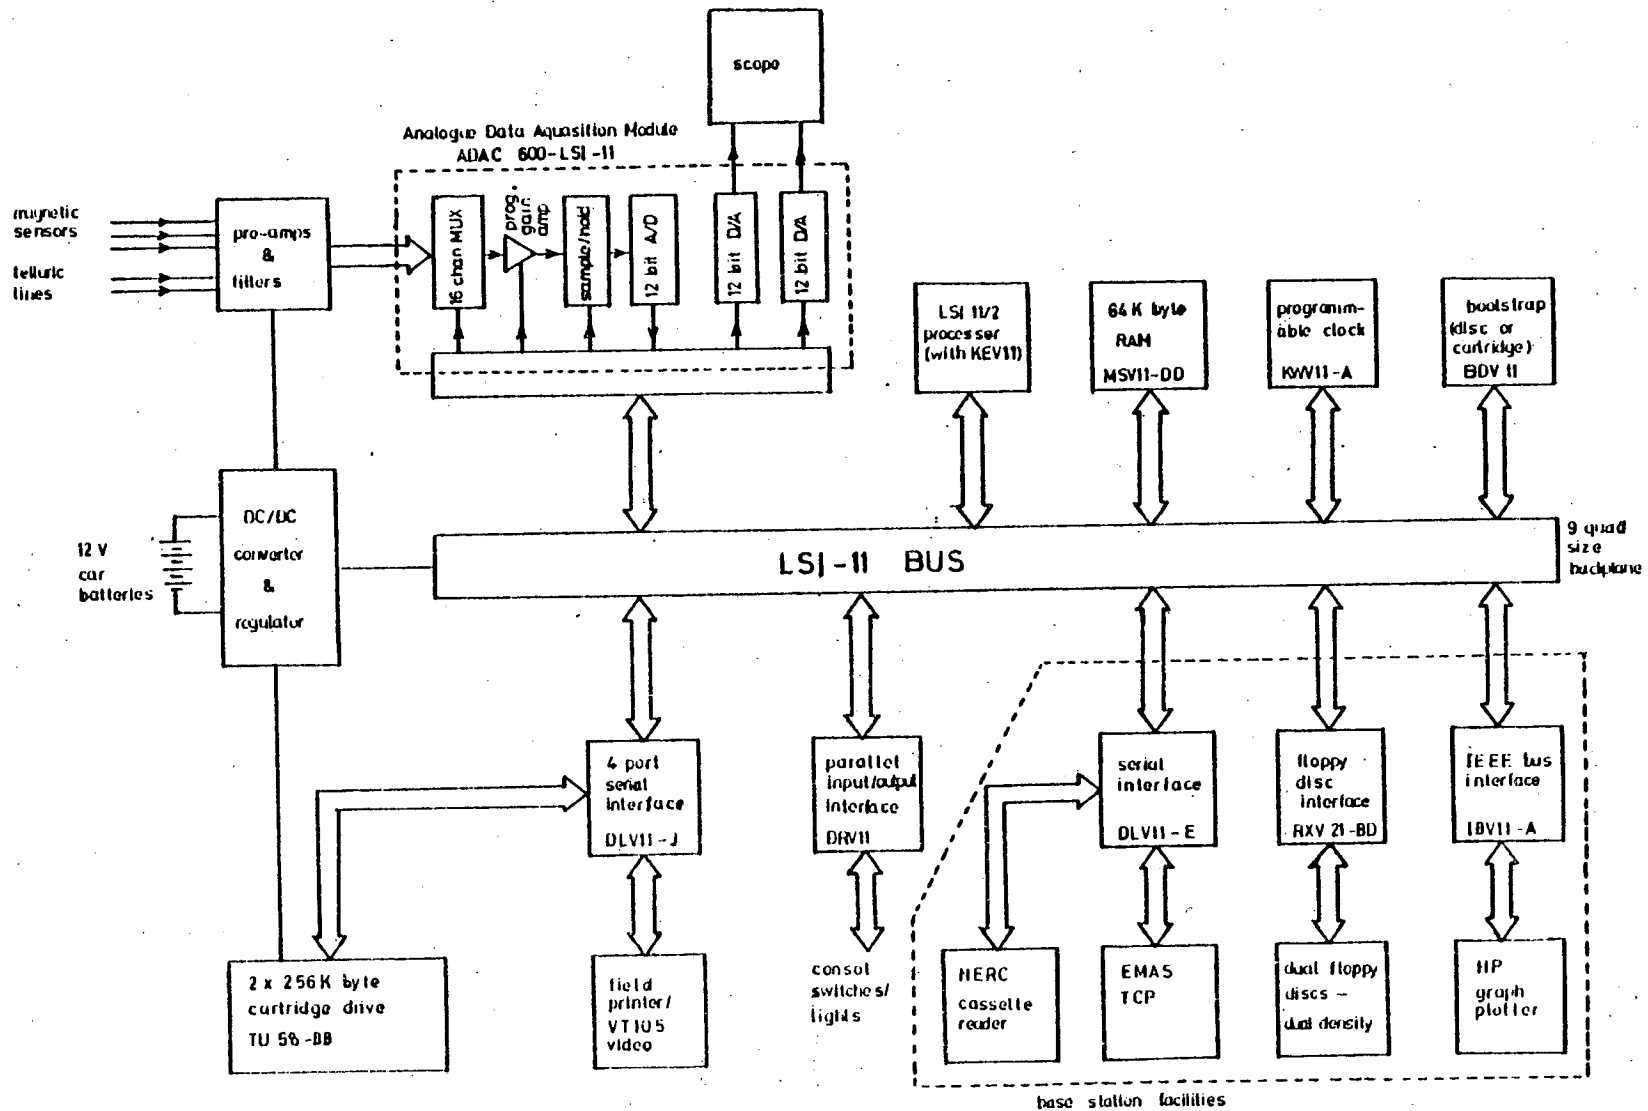 scope
Analogue Data Aquasition Module
ADAC 600-LSI-11
magnetic
sensors
telluric
lines
pre-amps
&
filters
16 chan MUX
prog.
gain
amp
sample/hold
12 bit A/D
12 bit D/A
12 bit D/A
LSI 11/2
processer
(with KEV11)
64K byte
RAM
MSV11-DD
programm-
able clock
KWV11-A
bootstrap
(disc or
cartridge)
BDV 11
12 V
car
batteries
DC/DC
converter
&
regulator
LSI-11 BUS
9 quad
size
backplane
4 port
serial
interface
DLV11-J
parallel
input/output
interface
DRV11
serial
interface
DLV11-E
floppy
disc
interface
RXV 21-BD
IEEE bus
interface
IBV11-A
2 x 256K byte
cartridge drive
TU 58-DB
field
printer/
VT105
video
consol
switches/
lights
NERC
cassette
reader
EMAS
TCP
dual floppy
discs -
dual density
HP
graph
plotter
base station facilities